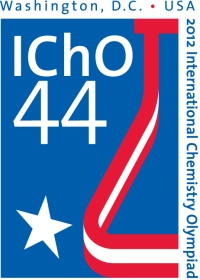 Washington, D.C. • USA
IChO
44
2012 International Chemistry Olympiad